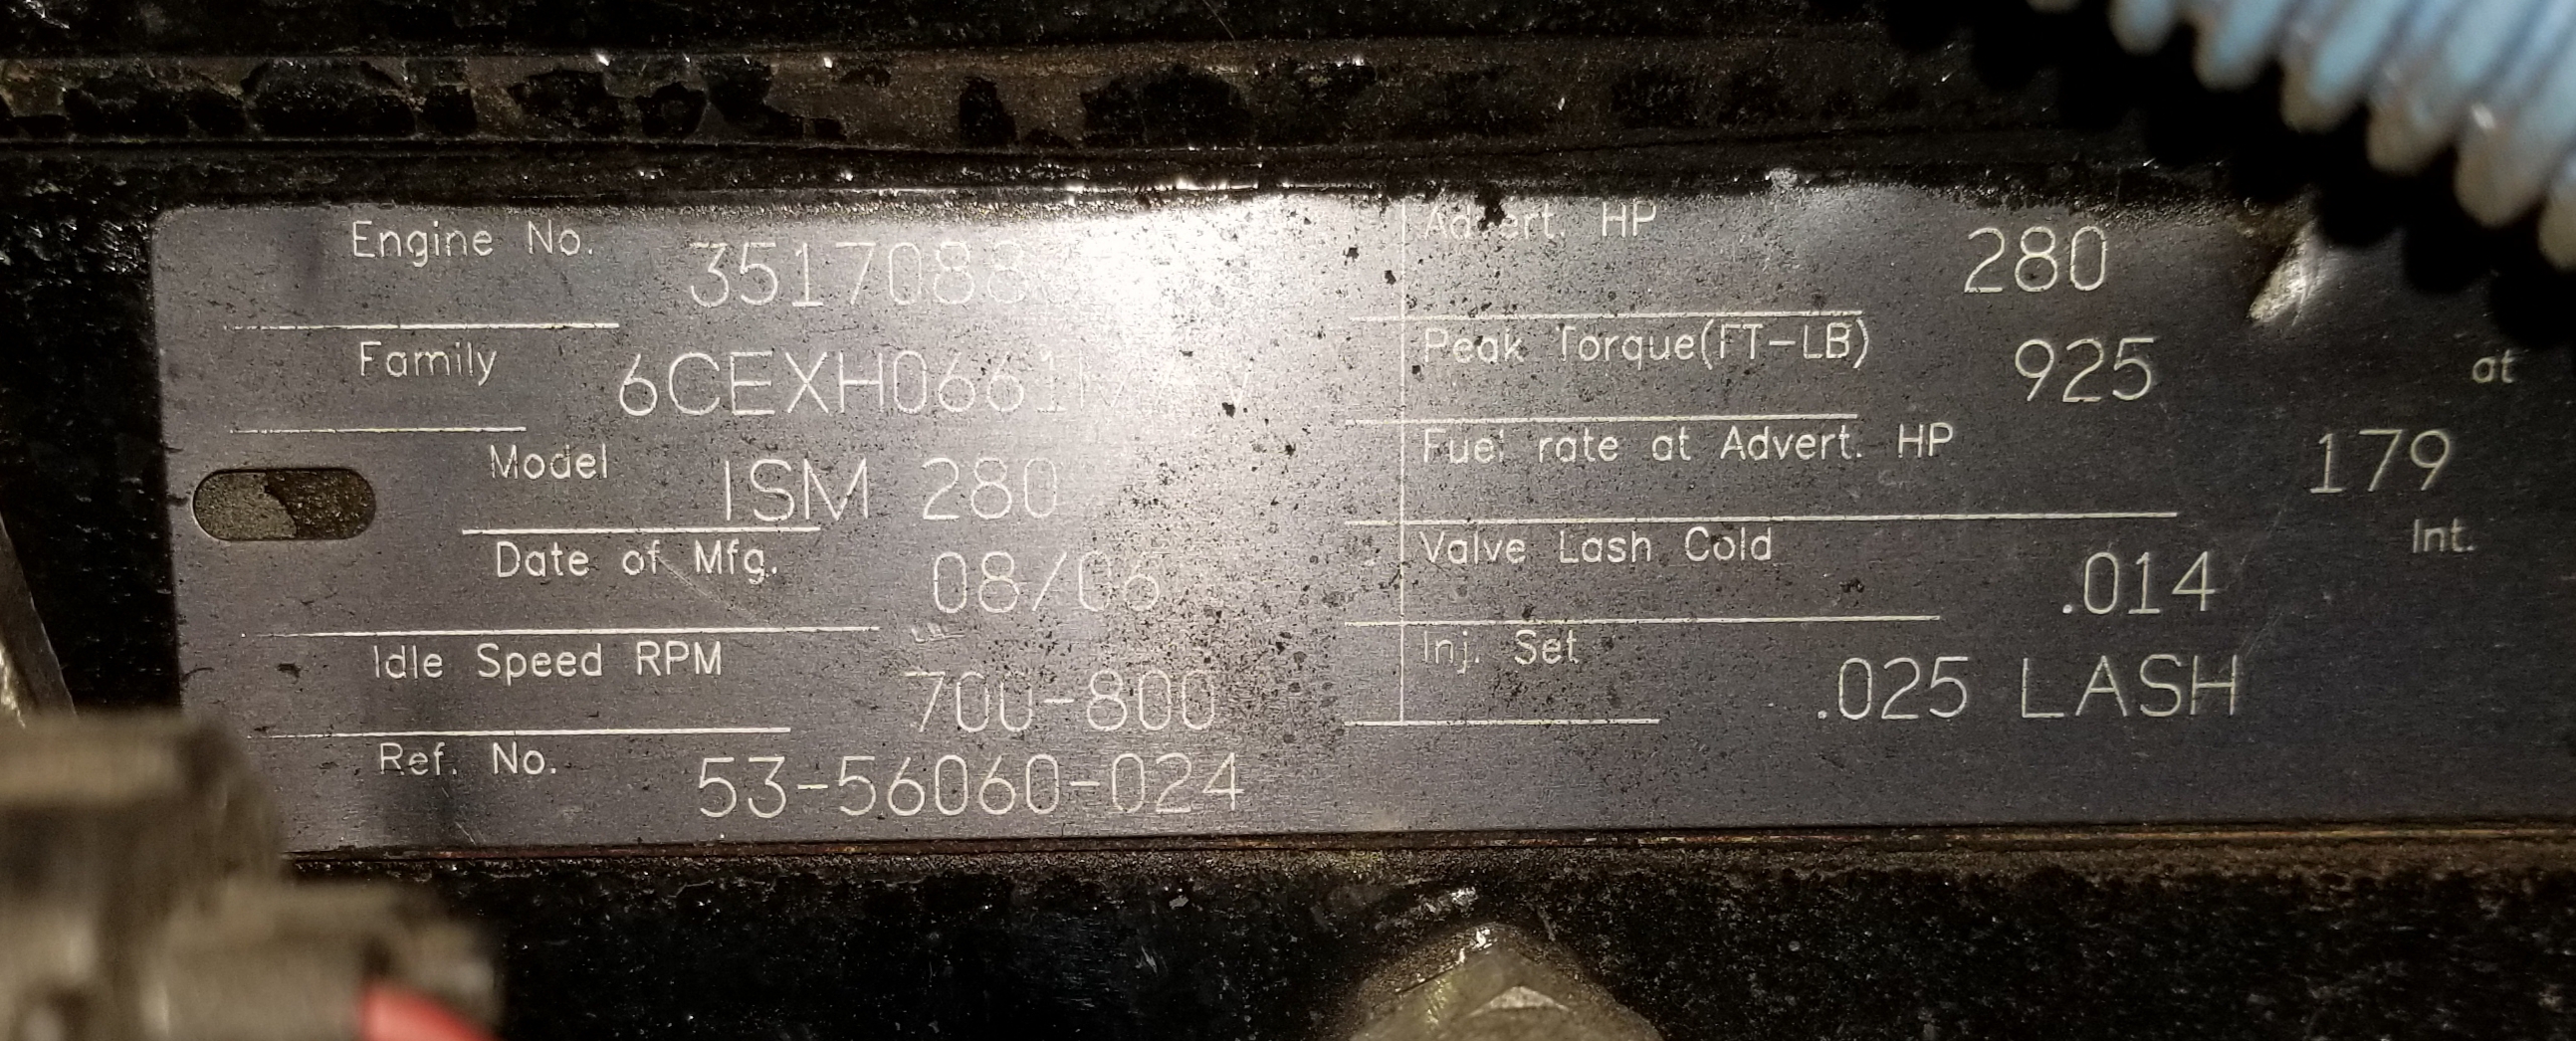 Engine No.
Family
Model ISM 280
Date of Mfg. 08/06
Idle Speed RPM 700-800
Ref. No. 53-56060-024
Advert. HP 280
Peak Torque(FT-LB) 925 at
Fuel rate at Advert. HP 179
Valve Lash Cold .014 Int.
Inj. Set .025 LASH